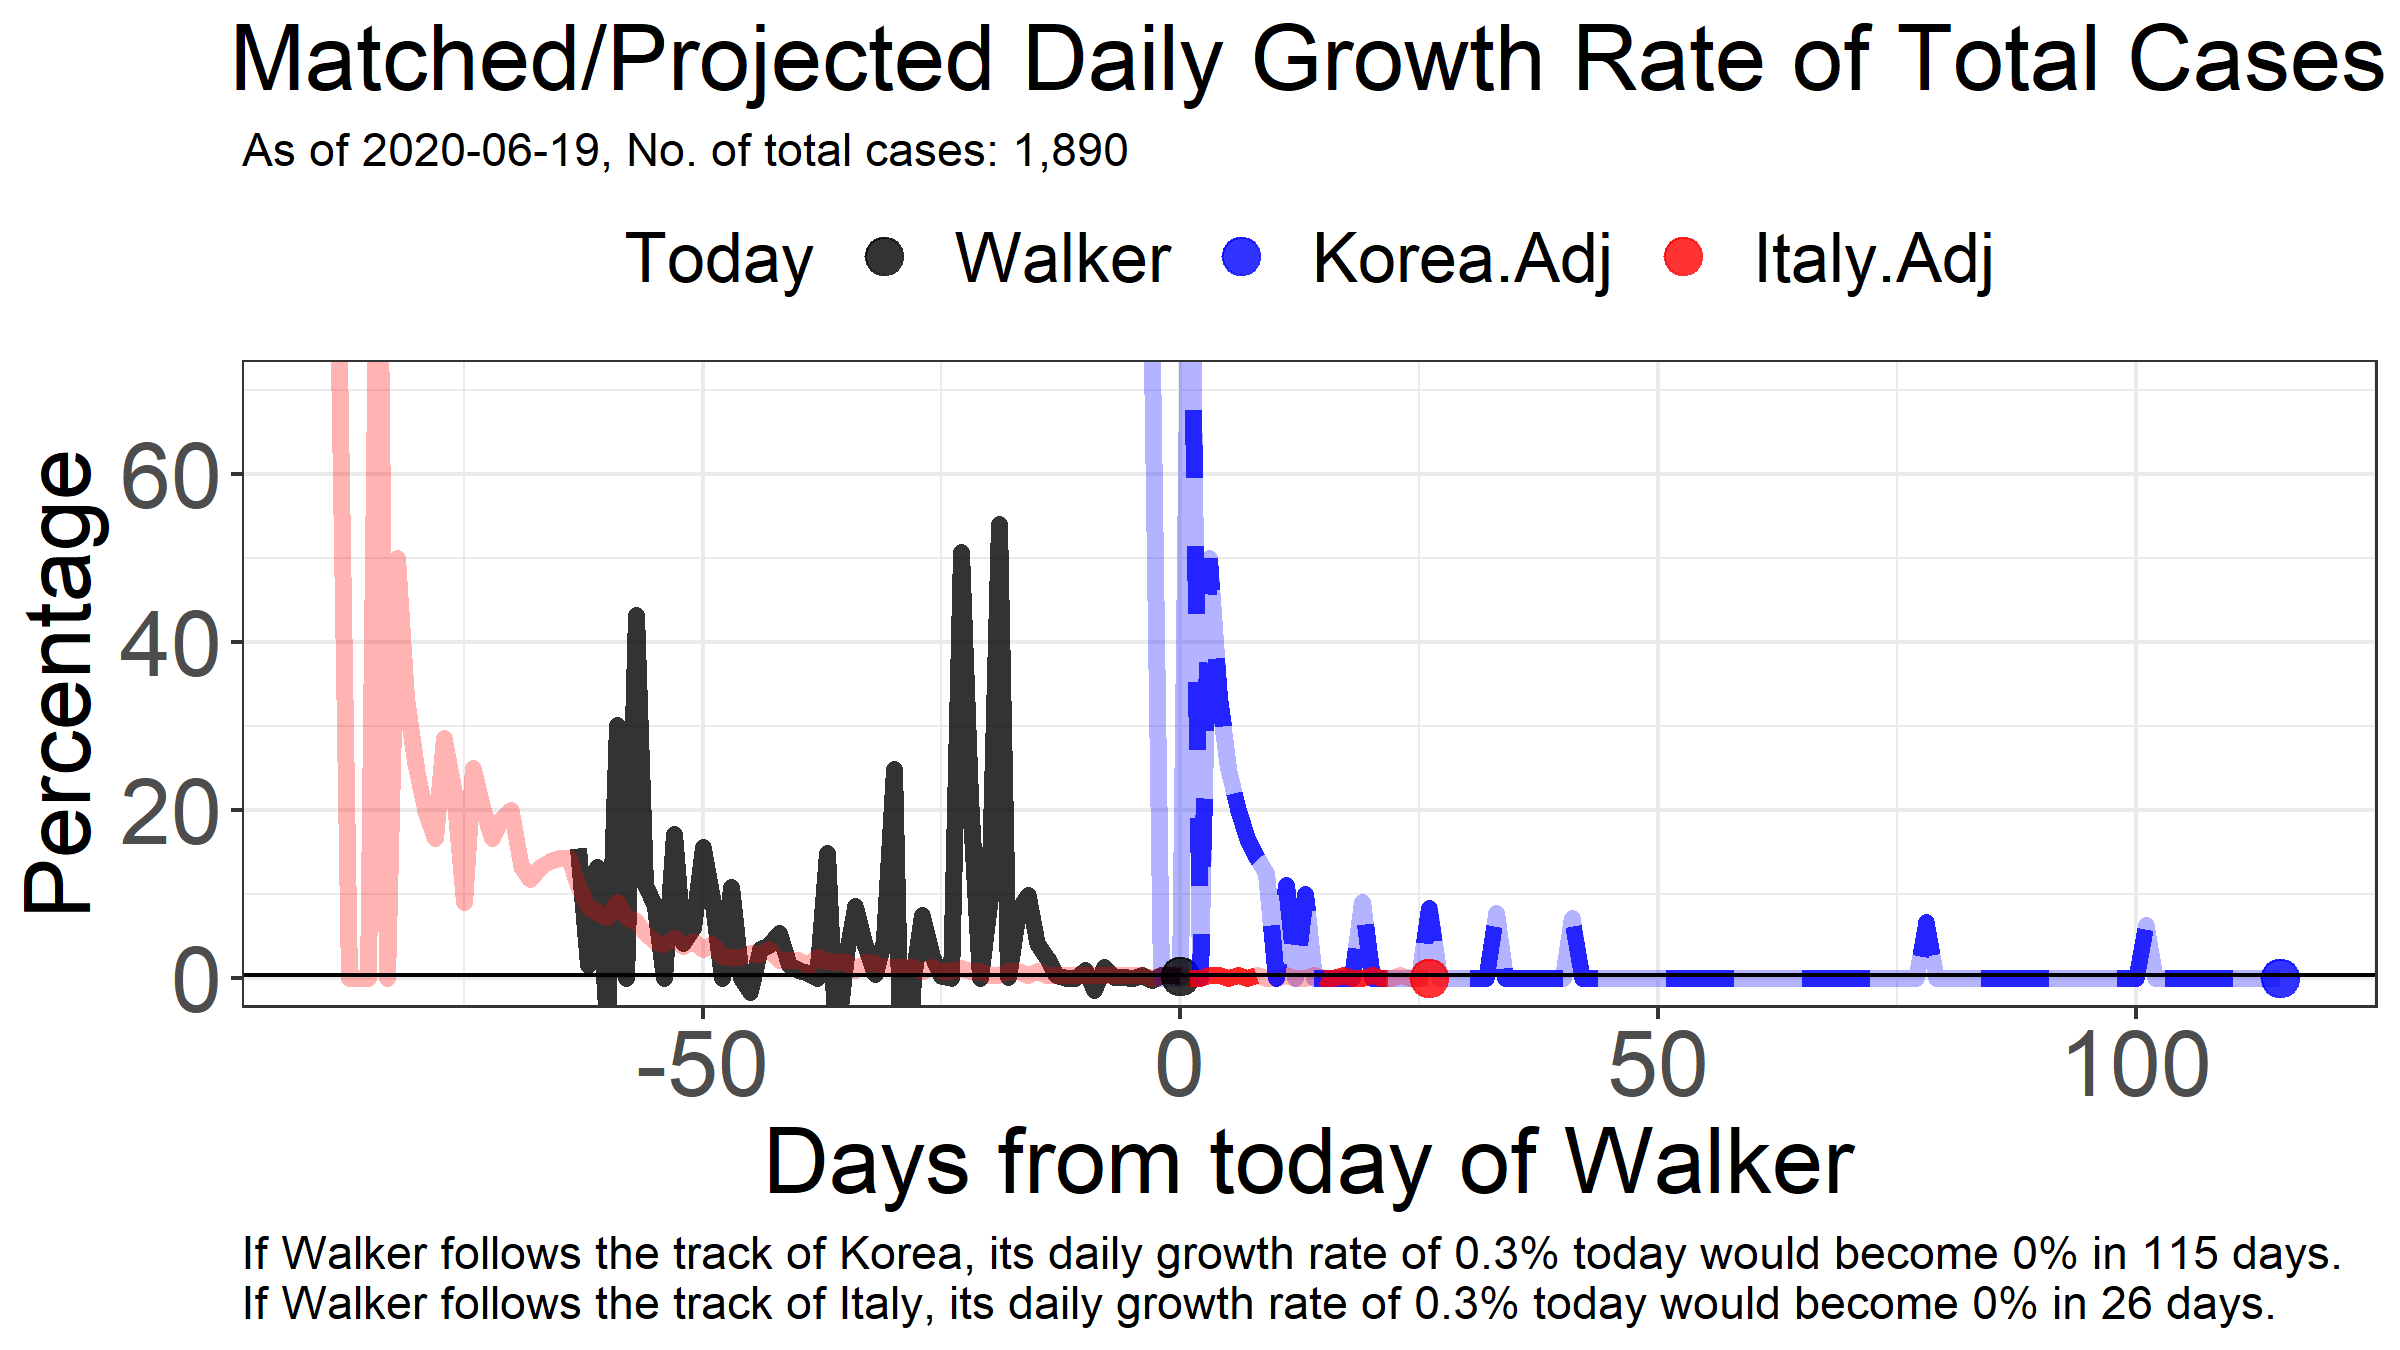 Matched/Projected Daily Growth Rate of Total Cases
As of 2020-06-19, No. of total cases: 1,890
Today Walker Korea.Adj Italy.Adj
Percentage
60
40
20
0
-50 0 50 100
Days from today of Walker
If Walker follows the track of Korea, its daily growth rate of 0.3% today would become 0% in 115 days.
If Walker follows the track of Italy, its daily growth rate of 0.3% today would become 0% in 26 days.